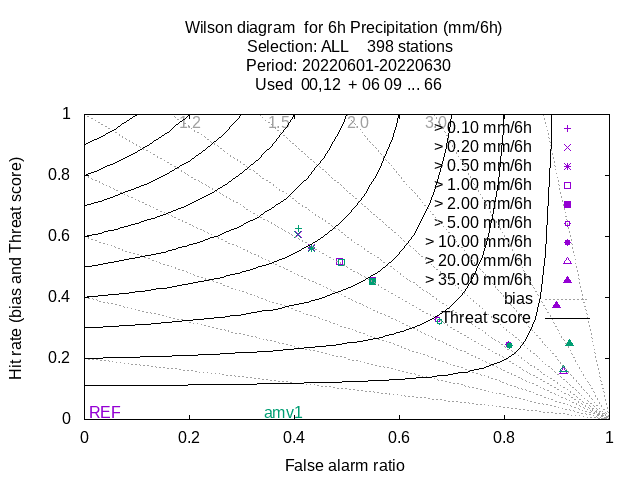 Wilson diagram  for 6h Precipitation (mm/6h)
Selection: ALL    398 stations
Period: 20220601-20220630
Used  00,12  + 06 09 ... 66
1.2
1.5
2.0
3.0
> 0.10 mm/6h
> 0.20 mm/6h
> 0.50 mm/6h
> 1.00 mm/6h
> 2.00 mm/6h
> 5.00 mm/6h
> 10.00 mm/6h
> 20.00 mm/6h
> 35.00 mm/6h
bias
Threat score
Hit rate (bias and Threat score)
1
0.8
0.6
0.4
0.2
0
REF
amv1
0
0.2
0.4
0.6
0.8
1
False alarm ratio